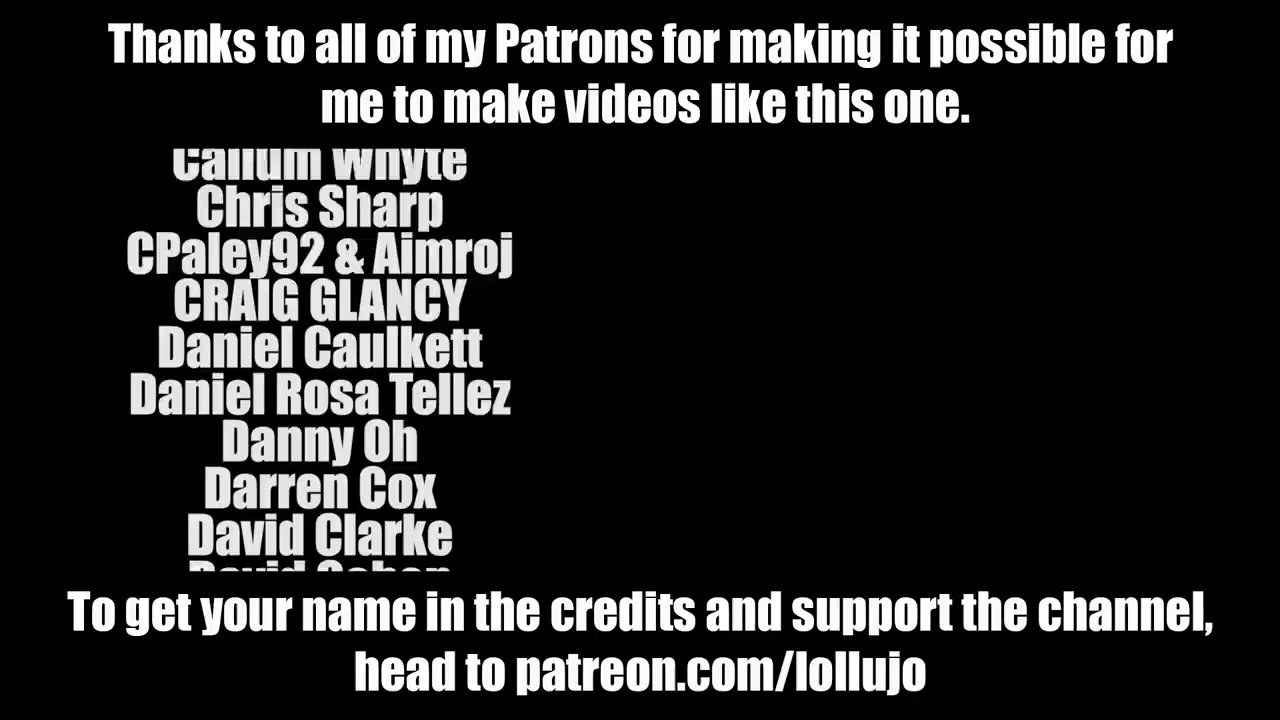 Thanks to all of my Patrons for making it possible for
me to make videos like this one.
Callum Whyte
Chris Sharp
CPaley92 & Aimroj
CRAIG GLANCY
Daniel Caulkett
Daniel Rosa Tellez
Danny Oh
Darren Cox
David Clarke
David Cohen
To get your name in the credits and support the channel,
head to patreon.com/lollujo